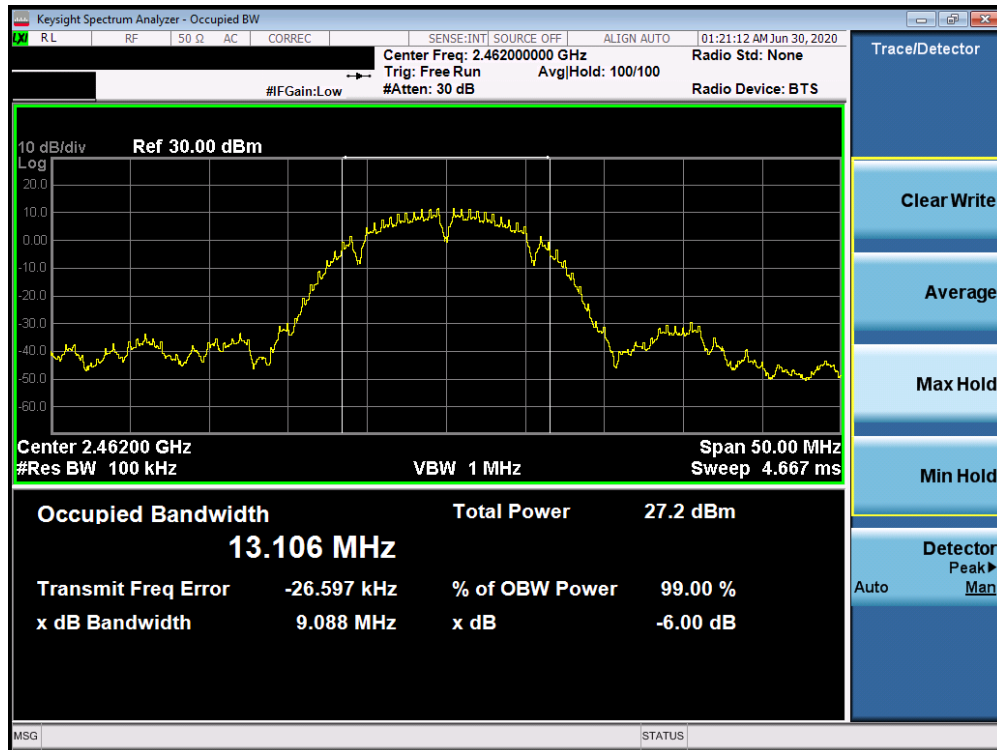 Keysight Spectrum Analyzer - Occupied BW
LXI RL RF 50 Ω AC CORREC SENSE:INT SOURCE OFF ALIGN AUTO 01:21:12 AM Jun 30, 2020
Center Freq: 2.462000000 GHz Radio Std: None
Trig: Free Run Avg|Hold: 100/100
#IFGain:Low #Atten: 30 dB Radio Device: BTS
10 dB/div Ref 30.00 dBm
Log
20.0
10.0
0.00
-10.0
-20.0
-30.0
-40.0
-50.0
-60.0
Center 2.46200 GHz Span 50.00 MHz
#Res BW 100 kHz VBW 1 MHz Sweep 4.667 ms
Occupied Bandwidth Total Power 27.2 dBm
13.106 MHz
Transmit Freq Error -26.597 kHz % of OBW Power 99.00 %
x dB Bandwidth 9.088 MHz x dB -6.00 dB
MSG STATUS
Trace/Detector
Clear Write
Average
Max Hold
Min Hold
Detector
Peak▶
Auto Man